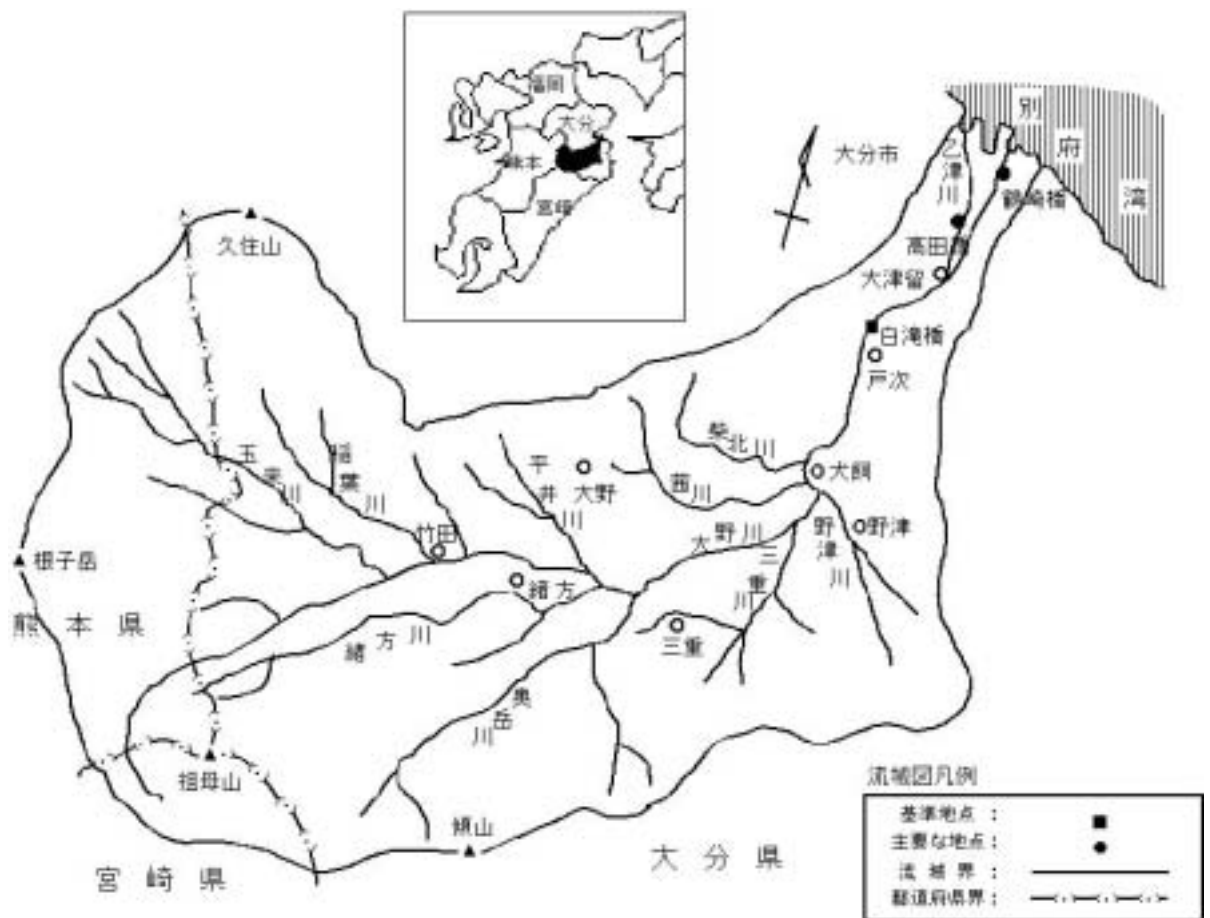 福岡
大分
熊本
宮崎
別府湾
大分市
乙津川
鶴崎橋
高田橋
大津留
白滝橋
戸次
久住山
玉来川
稲葉川
平井川
大野
柴北川
茜川
犬飼
竹田
大野川
三重川
野津川
野津
根子岳
緒方
熊本県
緒方川
三重
奥岳川
祖母山
傾山
大分県
宮崎県
流域図凡例
基準地点：
主要な地点：
流域界：
都道府県界：